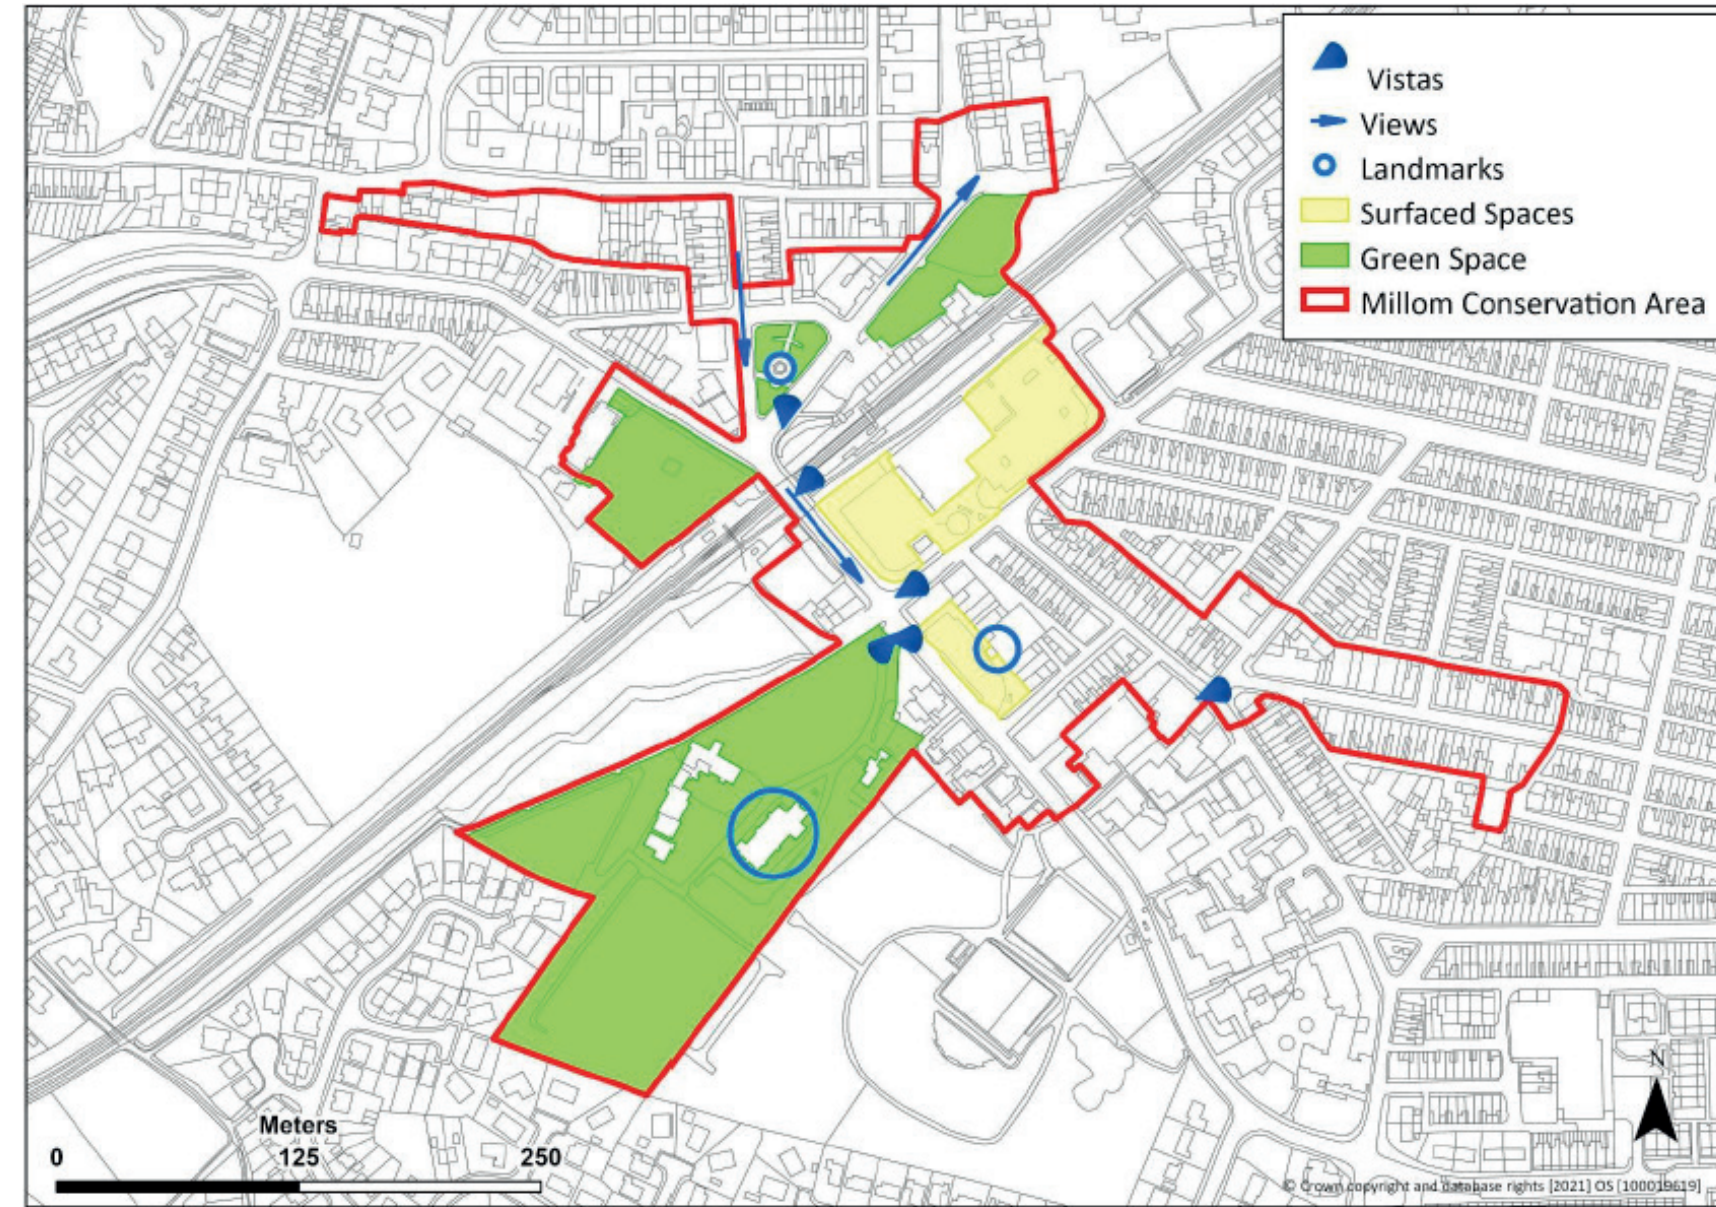 Vistas
Views
Landmarks
Surfaced Spaces
Green Space
Millom Conservation Area
Meters
0 125 250
N
© Crown copyright and database rights [2021] OS [100019619]